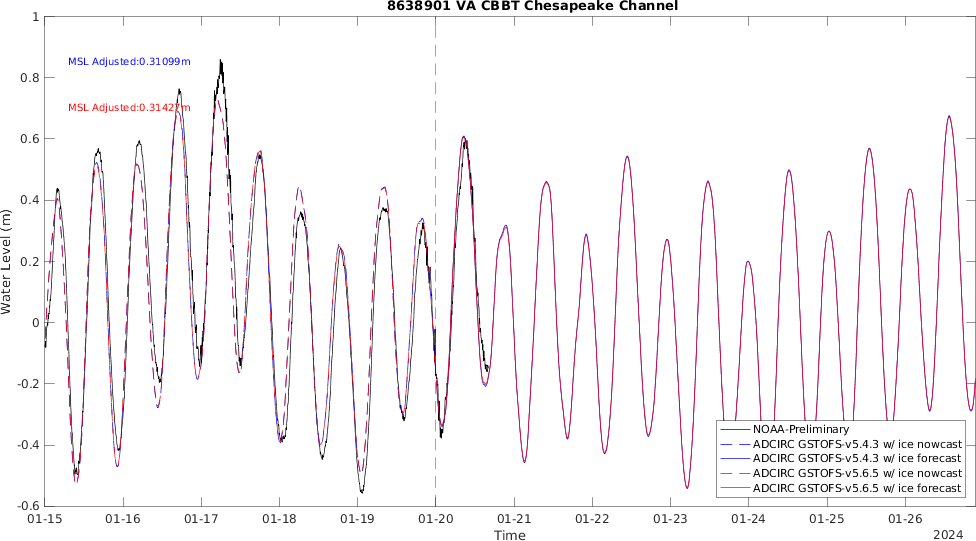 8638901 VA CBBT Chesapeake Channel
1
0.8
0.6
0.4
0.2
0
-0.2
-0.4
-0.6
Water Level (m)
MSL Adjusted:0.31099m
MSL Adjusted:0.31427m
NOAA-Preliminary
ADCIRC GSTOFS-v5.4.3 w/ ice nowcast
ADCIRC GSTOFS-v5.4.3 w/ ice forecast
ADCIRC GSTOFS-v5.6.5 w/ ice nowcast
ADCIRC GSTOFS-v5.6.5 w/ ice forecast
01-15 01-16 01-17 01-18 01-19 01-20 01-21 01-22 01-23 01-24 01-25 01-26
Time
2024